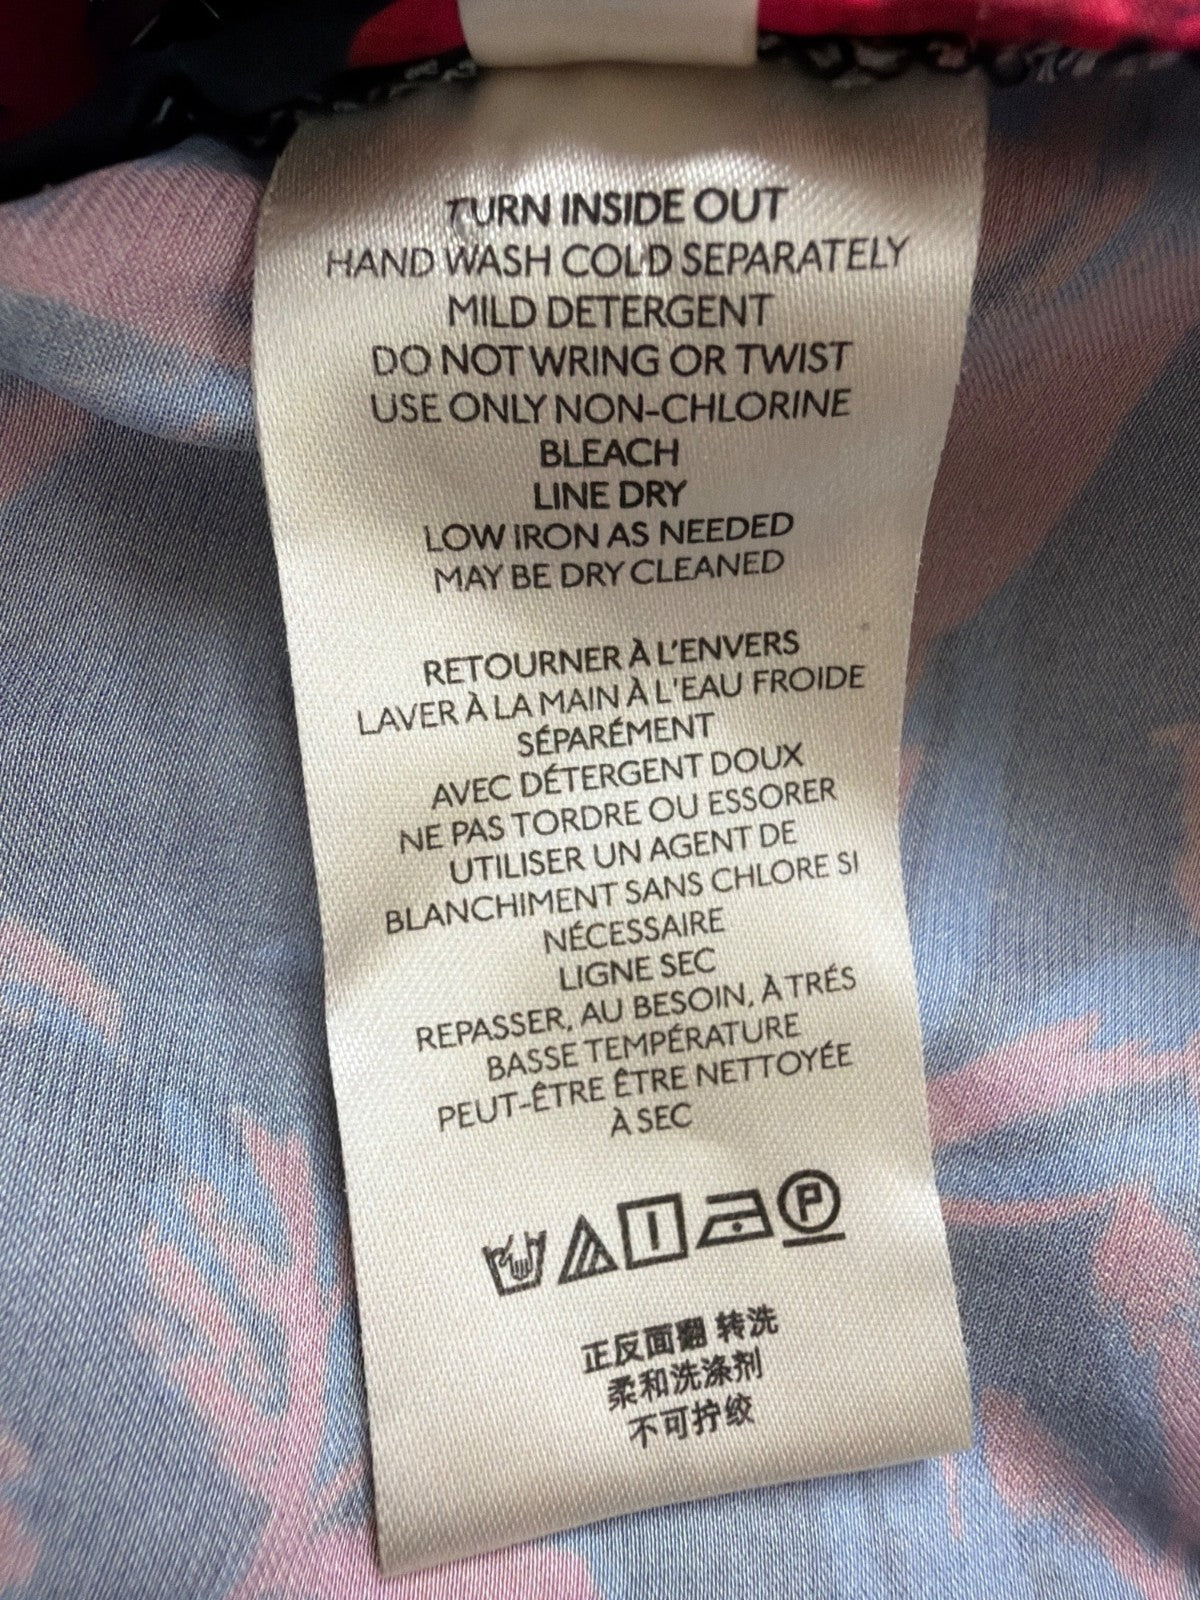 TURN INSIDE OUT
HAND WASH COLD SEPARATELY
MILD DETERGENT
DO NOT WRING OR TWIST
USE ONLY NON-CHLORINE
BLEACH
LINE DRY
LOW IRON AS NEEDED
MAY BE DRY CLEANED
RETOURNER À L'ENVERS
LAVER À LA MAIN À L'EAU FROIDE
SÉPARÉMENT
AVEC DÉTERGENT DOUX
NE PAS TORDRE OU ESSORER
UTILISER UN AGENT DE
BLANCHIMENT SANS CHLORE SI
NÉCESSAIRE
LIGNE SEC
REPASSER, AU BESOIN, À TRÉS
BASSE TEMPÉRATURE
PEUT-ÊTRE ÊTRE NETTOYÉE
À SEC
P
正反面翻 转洗
柔和洗涤剂
不可拧绞